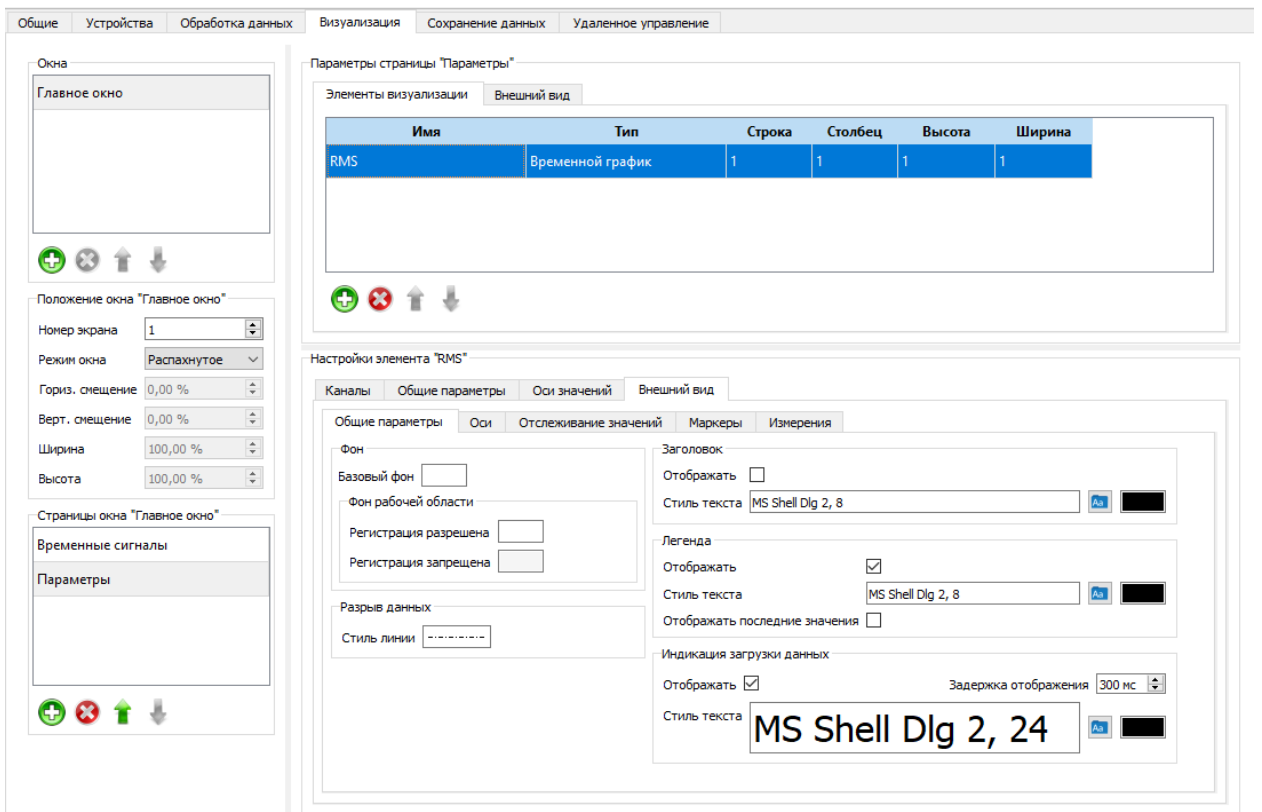 Общие Устройства Обработка данных Визуализация Сохранение данных Удаленное управление
Окна
Главное окно
Положение окна "Главное окно"
Номер экрана 1
Режим окна Распахнутое
Гориз. смещение 0,00 %
Верт. смещение 0,00 %
Ширина 100,00 %
Высота 100,00 %
Страницы окна "Главное окно"
Временные сигналы
Параметры
Параметры страницы "Параметры"
Элементы визуализации Внешний вид
Имя Тип Строка Столбец Высота Ширина
RMS Временной график 1 1 1 1
Настройки элемента "RMS"
Каналы Общие параметры Оси значений Внешний вид
Общие параметры Оси Отслеживание значений Маркеры Измерения
Фон
Базовый фон
Фон рабочей области
Регистрация разрешена
Регистрация запрещена
Разрыв данных
Стиль линии
Заголовок
Отображать
Стиль текста MS Shell Dlg 2, 8 Aa
Легенда
Отображать
Стиль текста MS Shell Dlg 2, 8 Aa
Отображать последние значения
Индикация загрузки данных
Отображать Задержка отображения 300 мс
Стиль текста MS Shell Dlg 2, 24 Aa